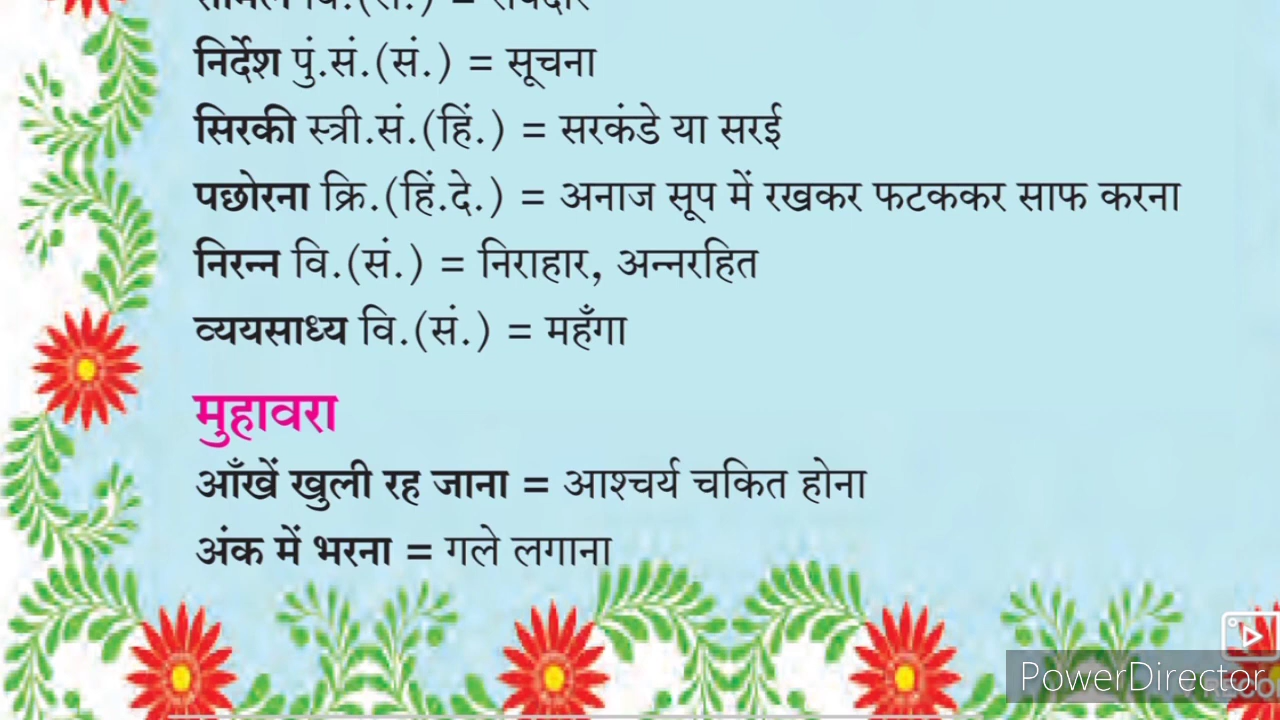 निर्देश पुं.सं.(सं.) = सूचना
सिरकी स्त्री.सं.(हिं.) = सरकंडे या सरई
पछोरना क्रि.(हिं.दे.) = अनाज सूप में रखकर फटककर साफ करना
निरन्न वि.(सं.) = निराहार, अन्नरहित
व्ययसाध्य वि.(सं.) = महँगा
मुहावरा
आँखें खुली रह जाना = आश्चर्य चकित होना
अंक में भरना = गले लगाना
PowerDirector